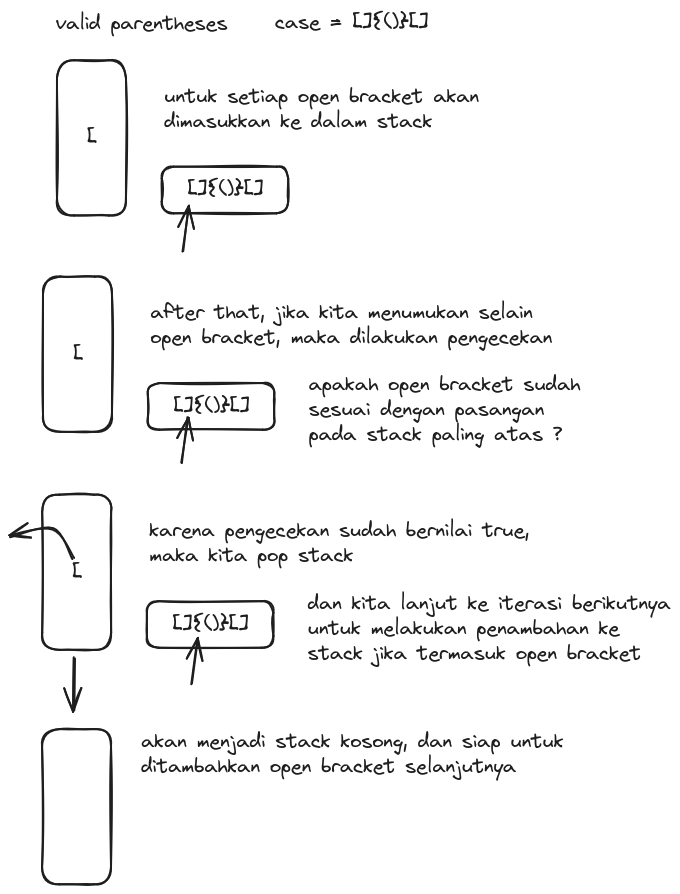 valid parentheses case = []{()}[]
untuk setiap open bracket akan
dimasukkan ke dalam stack
[
[]{()}[]
after that, jika kita menumukan selain
open bracket, maka dilakukan pengecekan
[
apakah open bracket sudah
sesuai dengan pasangan
pada stack paling atas ?
[]{()}[]
karena pengecekan sudah bernilai true,
maka kita pop stack
[
dan kita lanjut ke iterasi berikutnya
untuk melakukan penambahan ke
stack jika termasuk open bracket
[]{()}[]
akan menjadi stack kosong, dan siap untuk
ditambahkan open bracket selanjutnya